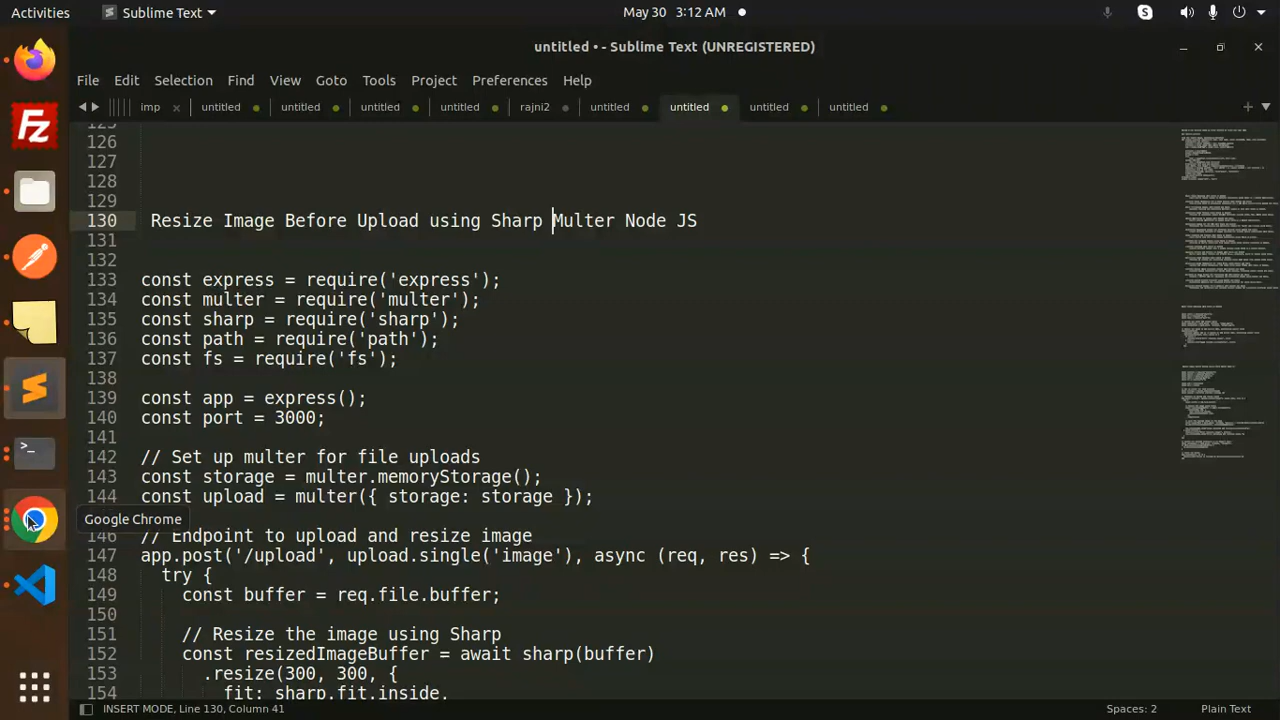 Activities
Sublime Text
May 30 3:12 AM
untitled • - Sublime Text (UNREGISTERED)
File Edit Selection Find View Goto Tools Project Preferences Help
imp untitled untitled untitled untitled rajni2 untitled untitled untitled untitled
125
126
127
128
129
130 Resize Image Before Upload using Sharp Multer Node JS
131
132
133 const express = require('express');
134 const multer = require('multer');
135 const sharp = require('sharp');
136 const path = require('path');
137 const fs = require('fs');
138
139 const app = express();
140 const port = 3000;
141
142 // Set up multer for file uploads
143 const storage = multer.memoryStorage();
144 const upload = multer({ storage: storage });
Google Chrome
146 // Endpoint to upload and resize image
147 app.post('/upload', upload.single('image'), async (req, res) => {
148 try {
149 const buffer = req.file.buffer;
150
151 // Resize the image using Sharp
152 const resizedImageBuffer = await sharp(buffer)
153 .resize(300, 300, {
154 fit: sharp.fit.inside,
INSERT MODE, Line 130, Column 41
Spaces: 2
Plain Text